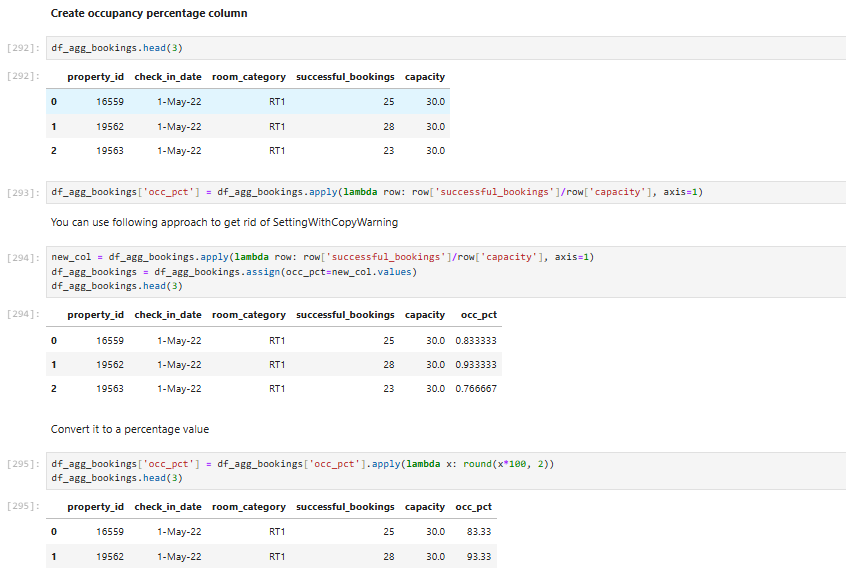 Create occupancy percentage column
[292]: df_agg_bookings.head(3)
[292]: property_id check_in_date room_category successful_bookings capacity
0 16559 1-May-22 RT1 25 30.0
1 19562 1-May-22 RT1 28 30.0
2 19563 1-May-22 RT1 23 30.0
[293]: df_agg_bookings['occ_pct'] = df_agg_bookings.apply(lambda row: row['successful_bookings']/row['capacity'], axis=1)
You can use following approach to get rid of SettingWithCopyWarning
[294]: new_col = df_agg_bookings.apply(lambda row: row['successful_bookings']/row['capacity'], axis=1)
df_agg_bookings = df_agg_bookings.assign(occ_pct=new_col.values)
df_agg_bookings.head(3)
[294]: property_id check_in_date room_category successful_bookings capacity occ_pct
0 16559 1-May-22 RT1 25 30.0 0.833333
1 19562 1-May-22 RT1 28 30.0 0.933333
2 19563 1-May-22 RT1 23 30.0 0.766667
Convert it to a percentage value
[295]: df_agg_bookings['occ_pct'] = df_agg_bookings['occ_pct'].apply(lambda x: round(x*100, 2))
df_agg_bookings.head(3)
[295]: property_id check_in_date room_category successful_bookings capacity occ_pct
0 16559 1-May-22 RT1 25 30.0 83.33
1 19562 1-May-22 RT1 28 30.0 93.33